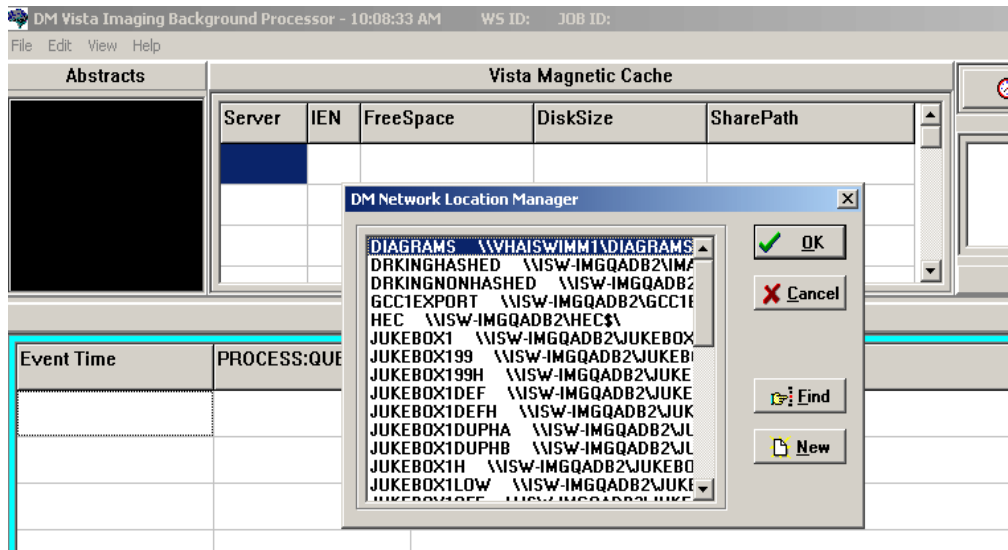 DM Vista Imaging Background Processor - 10:08:33 AM WS ID: JOB ID:
File Edit View Help
Abstracts
Vista Magnetic Cache
Server IEN FreeSpace DiskSize SharePath
DM Network Location Manager
DIAGRAMS \\VHAISWIMM1\DIAGRAMS
DRKINGHASHED \\ISW-IMGQADB2\IMA
DRKINGNONHASHED \\ISW-IMGQADB2
GCC1EXPORT \\ISW-IMGQADB2\GCC1E
HEC \\ISW-IMGQADB2\HEC$\
JUKEBOX1 \\ISW-IMGQADB2\JUKEBOX
JUKEBOX199 \\ISW-IMGQADB2\JUKEB
JUKEBOX199H \\ISW-IMGQADB2\JUKE
JUKEBOX1DEF \\ISW-IMGQADB2\JUKE
JUKEBOX1DEFH \\ISW-IMGQADB2\JUK
JUKEBOX1DUPHA \\ISW-IMGQADB2\JU
JUKEBOX1DUPHB \\ISW-IMGQADB2\JU
JUKEBOX1H \\ISW-IMGQADB2\JUKEBO
JUKEBOX1LOW \\ISW-IMGQADB2\JUKE
OK
Cancel
Find
New
Event Time PROCESS:QUE